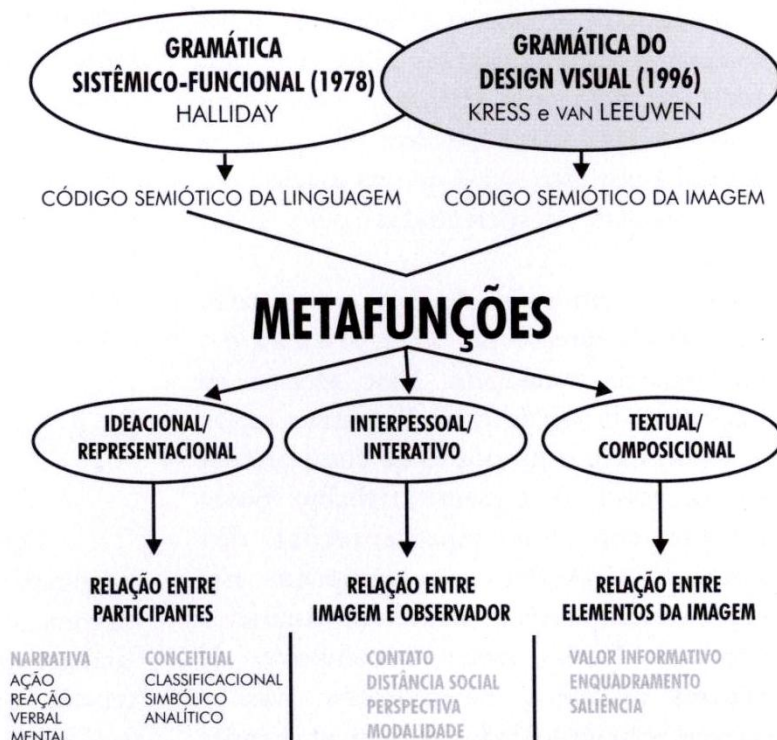 GRAMÁTICA
SISTÊMICO-FUNCIONAL (1978)
HALLIDAY
GRAMÁTICA DO
DESIGN VISUAL (1996)
KRESS e VAN LEEUWEN
CÓDIGO SEMIÓTICO DA LINGUAGEM
CÓDIGO SEMIÓTICO DA IMAGEM
METAFUNÇÕES
IDEACIONAL/
REPRESENTACIONAL
INTERPESSOAL/
INTERATIVO
TEXTUAL/
COMPOSICIONAL
RELAÇÃO ENTRE
PARTICIPANTES
RELAÇÃO ENTRE
IMAGEM E OBSERVADOR
RELAÇÃO ENTRE
ELEMENTOS DA IMAGEM
NARRATIVA
AÇÃO
REAÇÃO
VERBAL
MENTAL
CONCEITUAL
CLASSIFICACIONAL
SIMBÓLICO
ANALÍTICO
CONTATO
DISTÂNCIA SOCIAL
PERSPECTIVA
MODALIDADE
VALOR INFORMATIVO
ENQUADRAMENTO
SALIÊNCIA